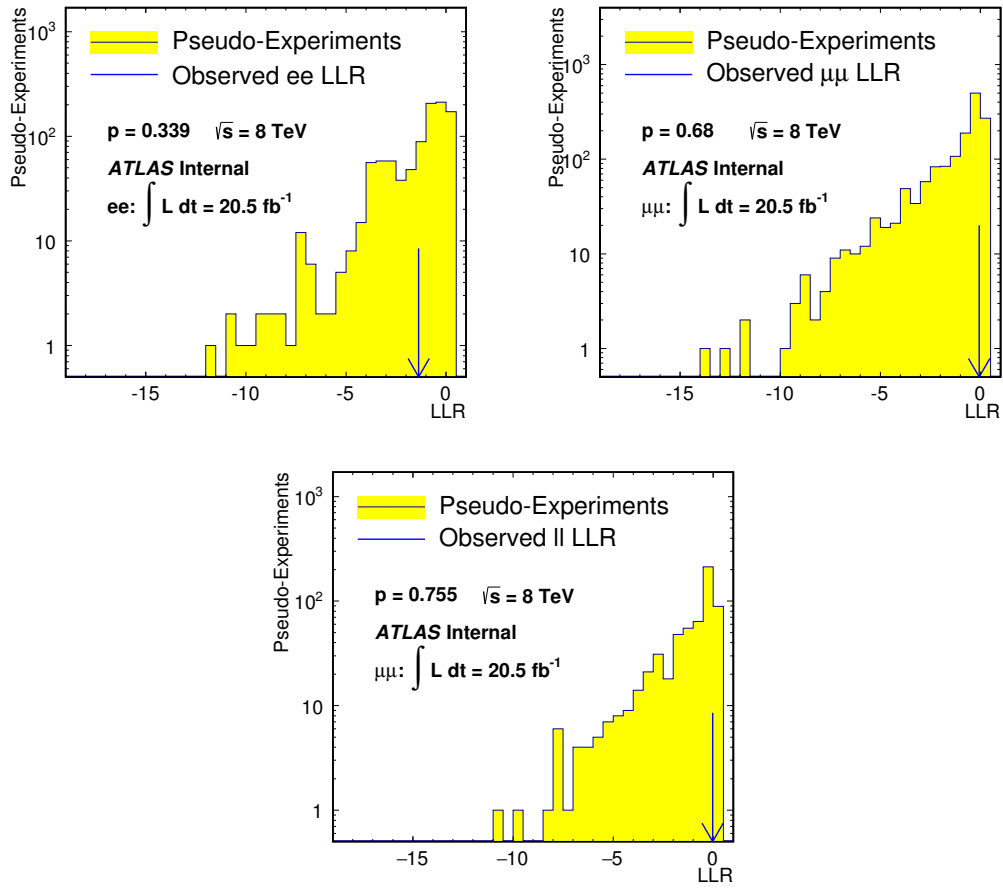 Pseudo-Experiments
10³
10²
10
1
Pseudo-Experiments
Observed ee LLR
p = 0.339 √s = 8 TeV
ATLAS Internal
ee: ∫ L dt = 20.5 fb⁻¹
-15 -10 -5 0
LLR
Pseudo-Experiments
10³
10²
10
1
Pseudo-Experiments
Observed μμ LLR
p = 0.68 √s = 8 TeV
ATLAS Internal
μμ: ∫ L dt = 20.5 fb⁻¹
-15 -10 -5 0
LLR
Pseudo-Experiments
10³
10²
10
1
Pseudo-Experiments
Observed ll LLR
p = 0.755 √s = 8 TeV
ATLAS Internal
μμ: ∫ L dt = 20.5 fb⁻¹
−15 −10 −5 0
LLR